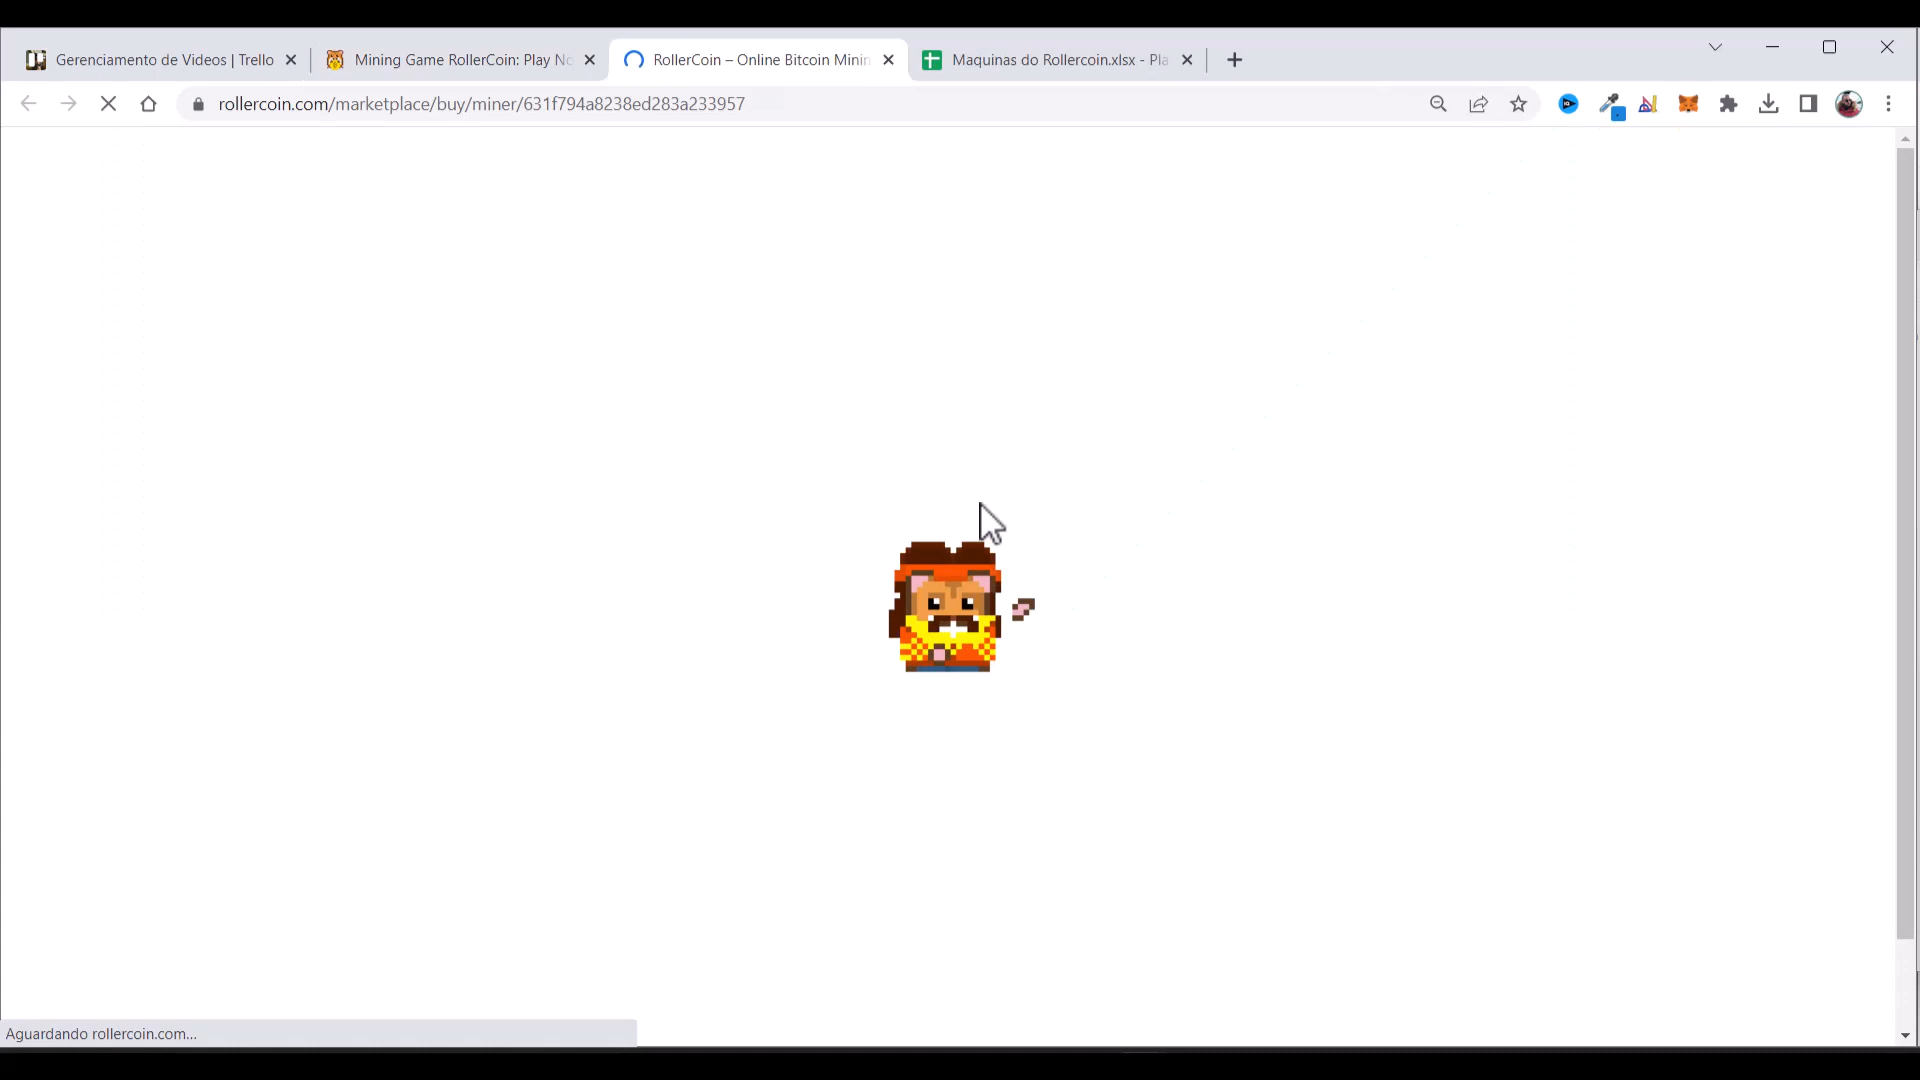 Gerenciamento de Videos | Trello
Mining Game RollerCoin: Play No
RollerCoin – Online Bitcoin Minin
Maquinas do Rollercoin.xlsx - Pla
rollercoin.com/marketplace/buy/miner/631f794a8238ed283a233957
Aguardando rollercoin.com...